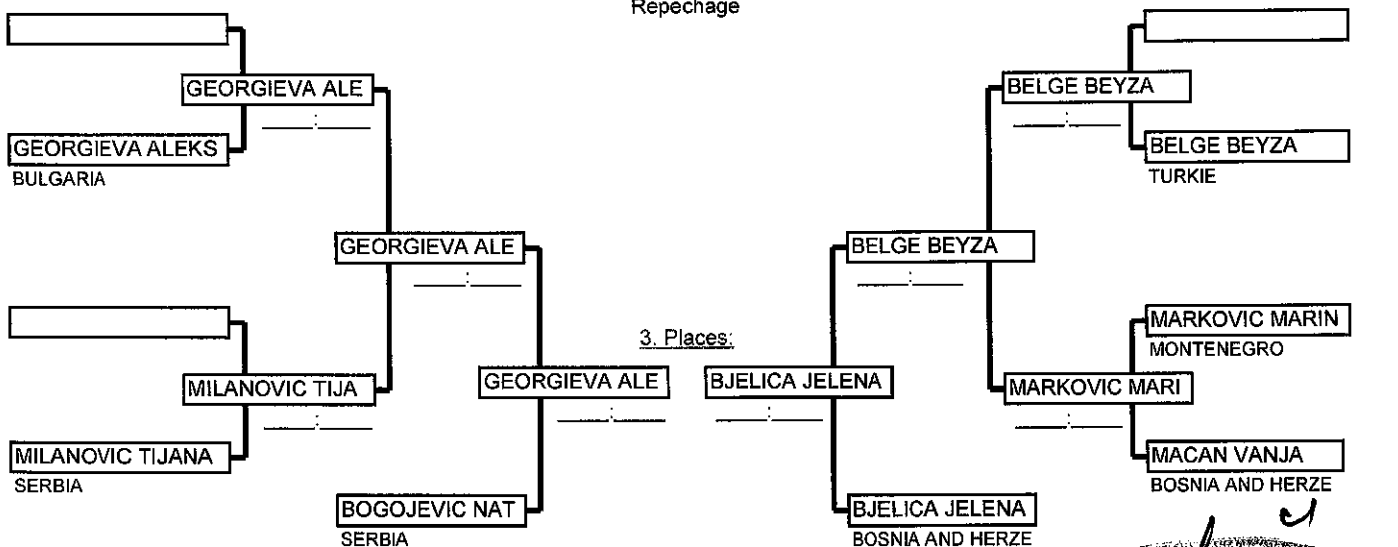 Repechage
GEORGIEVA ALE
BELGE BEYZA
GEORGIEVA ALEKS
BULGARIA
BELGE BEYZA
TURKIE
GEORGIEVA ALE
BELGE BEYZA
MARKOVIC MARIN
MONTENEGRO
3. Places:
MILANOVIC TIJA
GEORGIEVA ALE
BJELICA JELENA
MARKOVIC MARI
MILANOVIC TIJANA
SERBIA
MACAN VANJA
BOSNIA AND HERZE
BOGOJEVIC NAT
SERBIA
BJELICA JELENA
BOSNIA AND HERZE